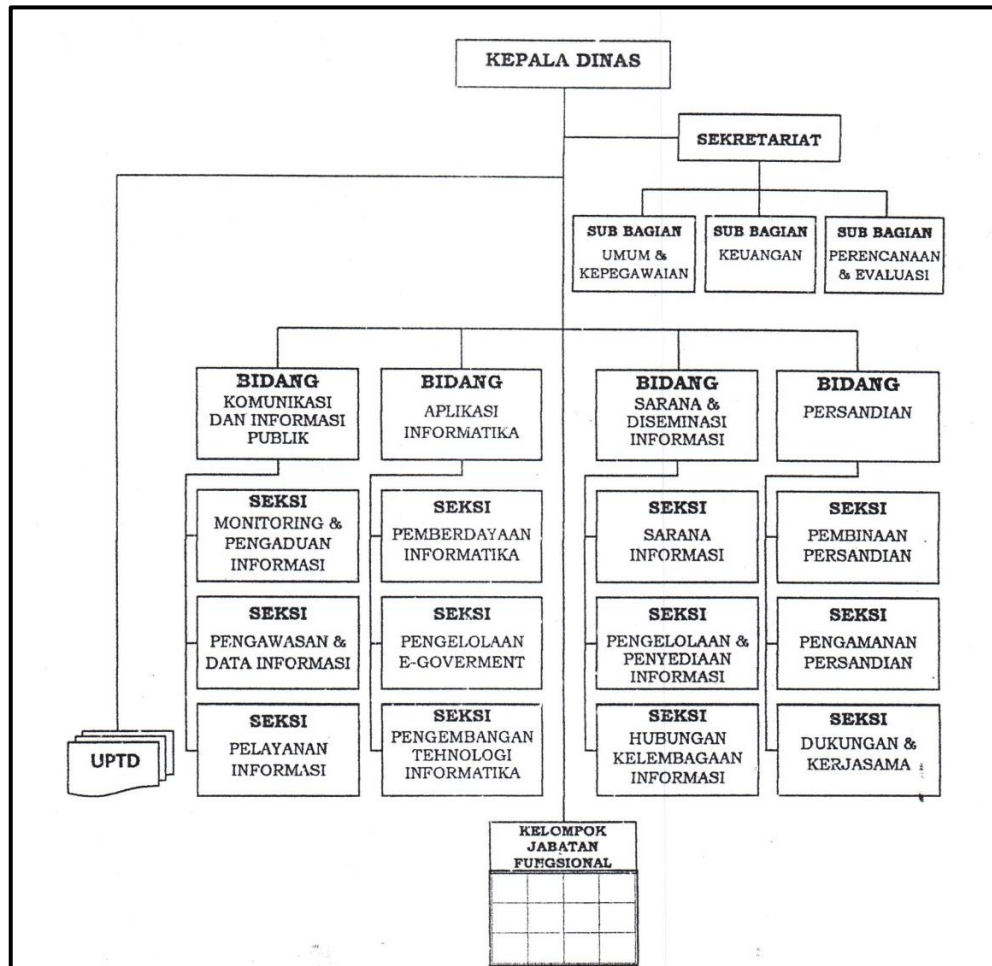 KEPALA DINAS
SEKRETARIAT
SUB BAGIAN
UMUM &
KEPEGAWAIAN
SUB BAGIAN
KEUANGAN
SUB BAGIAN
PERENCANAAN
& EVALUASI
BIDANG
KOMUNIKASI
DAN INFORMASI
PUBLIK
BIDANG
APLIKASI
INFORMATIKA
BIDANG
SARANA &
DISEMINASI
INFORMASI
BIDANG
PERSANDIAN
SEKSI
MONITORING &
PENGADUAN
INFORMASI
SEKSI
PEMBERDAYAAN
INFORMATIKA
SEKSI
SARANA
INFORMASI
SEKSI
PEMBINAAN
PERSANDIAN
SEKSI
PENGAWASAN &
DATA INFORMASI
SEKSI
PENGELOLAAN
E-GOVERMENT
SEKSI
PENGELOLAAN &
PENYEDIAAN
INFORMASI
SEKSI
PENGAMANAN
PERSANDIAN
UPTD
SEKSI
PELAYANAN
INFORMASI
SEKSI
PENGEMBANGAN
TEHNOLOGI
INFORMATIKA
SEKSI
HUBUNGAN
KELEMBAGAAN
INFORMASI
SEKSI
DUKUNGAN &
KERJASAMA
KELOMPOK
JABATAN
FUNGSIONAL